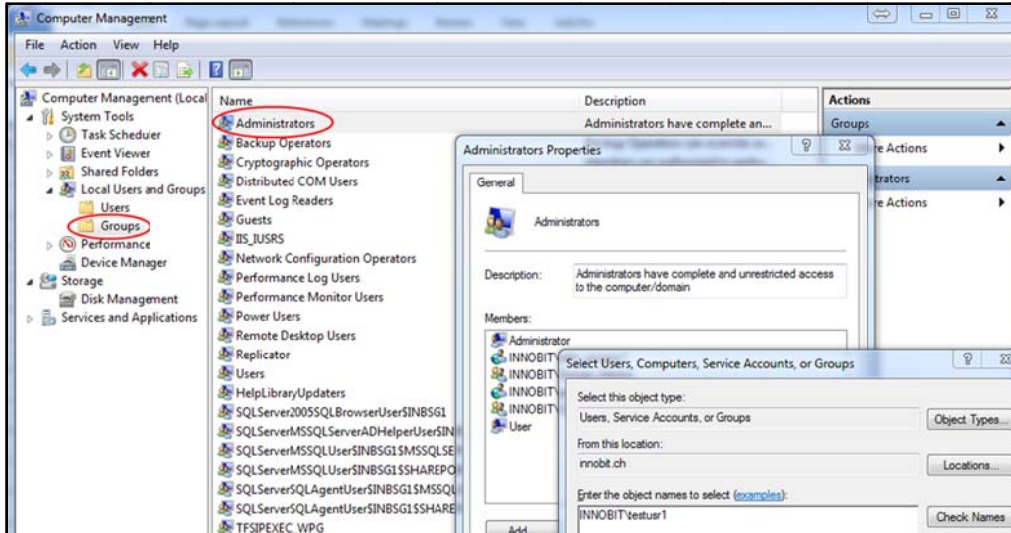 Computer Management
File Action View Help
Computer Management (Local
System Tools
Task Scheduler
Event Viewer
Shared Folders
Local Users and Groups
Users
Groups
Performance
Device Manager
Storage
Disk Management
Services and Applications
Name
Description
Administrators
Administrators have complete an...
Backup Operators
Cryptographic Operators
Distributed COM Users
Event Log Readers
Guests
IIS_IUSRS
Network Configuration Operators
Performance Log Users
Performance Monitor Users
Power Users
Remote Desktop Users
Replicator
Users
HelpLibraryUpdaters
SQLServer2005SQLBrowserUser$INBSG1
SQLServerMSSQLServerADHelperUser$IN
SQLServerMSSQLUser$INBSG1$MSSQLSE
SQLServerMSSQLUser$INBSG1$SHAREPO
SQLServerSQLAgentUser$INBSG1$MSSQL
SQLServerSQLAgentUser$INBSG1$SHARE
TFSIPEXEC_WPG
Actions
Groups
re Actions
trators
re Actions
Administrators Properties
General
Administrators
Description:
Administrators have complete and unrestricted access
to the computer/domain
Members:
Administrator
INNOBIT\
INNOBIT\
INNOBIT\
INNOBIT\
User
Add...
Select Users, Computers, Service Accounts, or Groups
Select this object type:
Users, Service Accounts, or Groups
Object Types...
From this location:
innobit.ch
Locations...
Enter the object names to select (examples):
INNOBIT\testusr1
Check Names